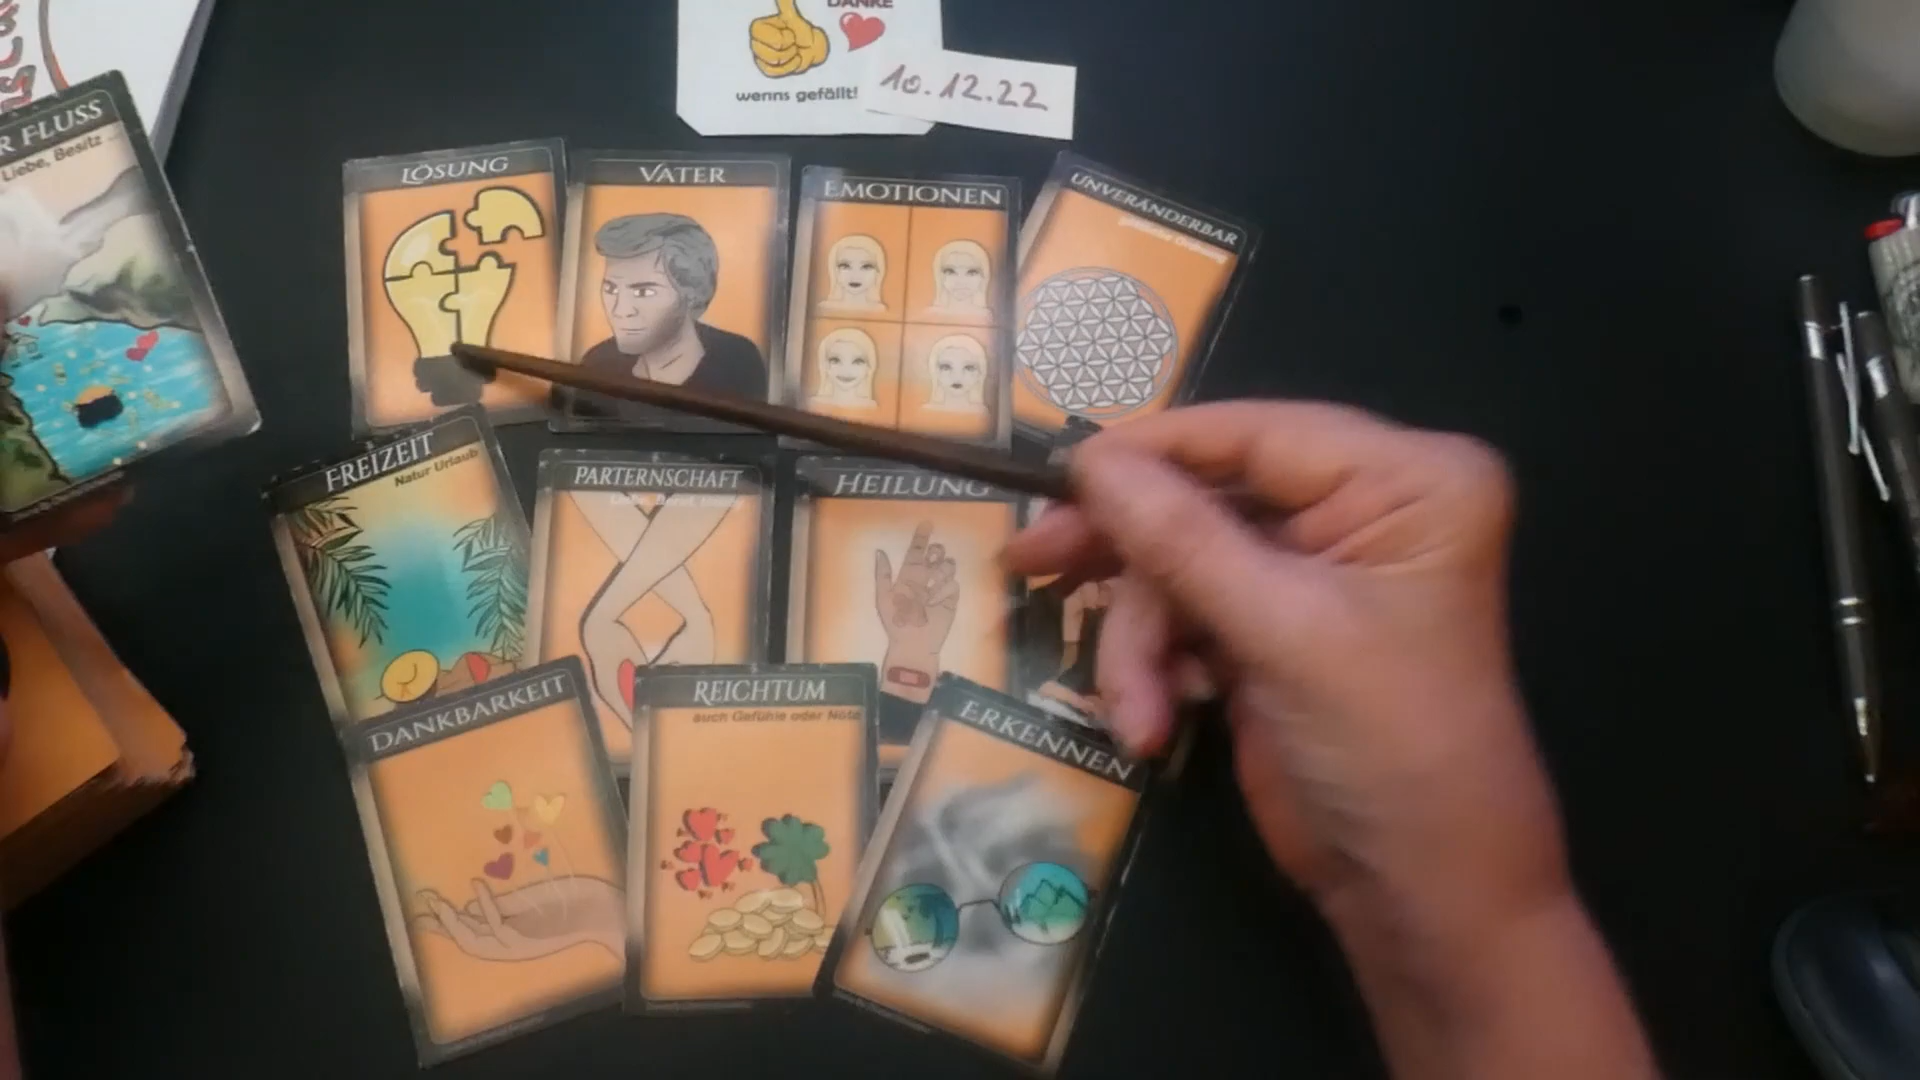 DANKE
wenns gefällt!
10.12.22
R FLUSS
Liebe, Besitz
LÖSUNG
VATER
EMOTIONEN
UNVERÄNDERBAR
FREIZEIT
Natur Urlaub
PARTERNSCHAFT
HEILUNG
DANKBARKEIT
REICHTUM
auch Gefühle oder Nöte
ERKENNEN